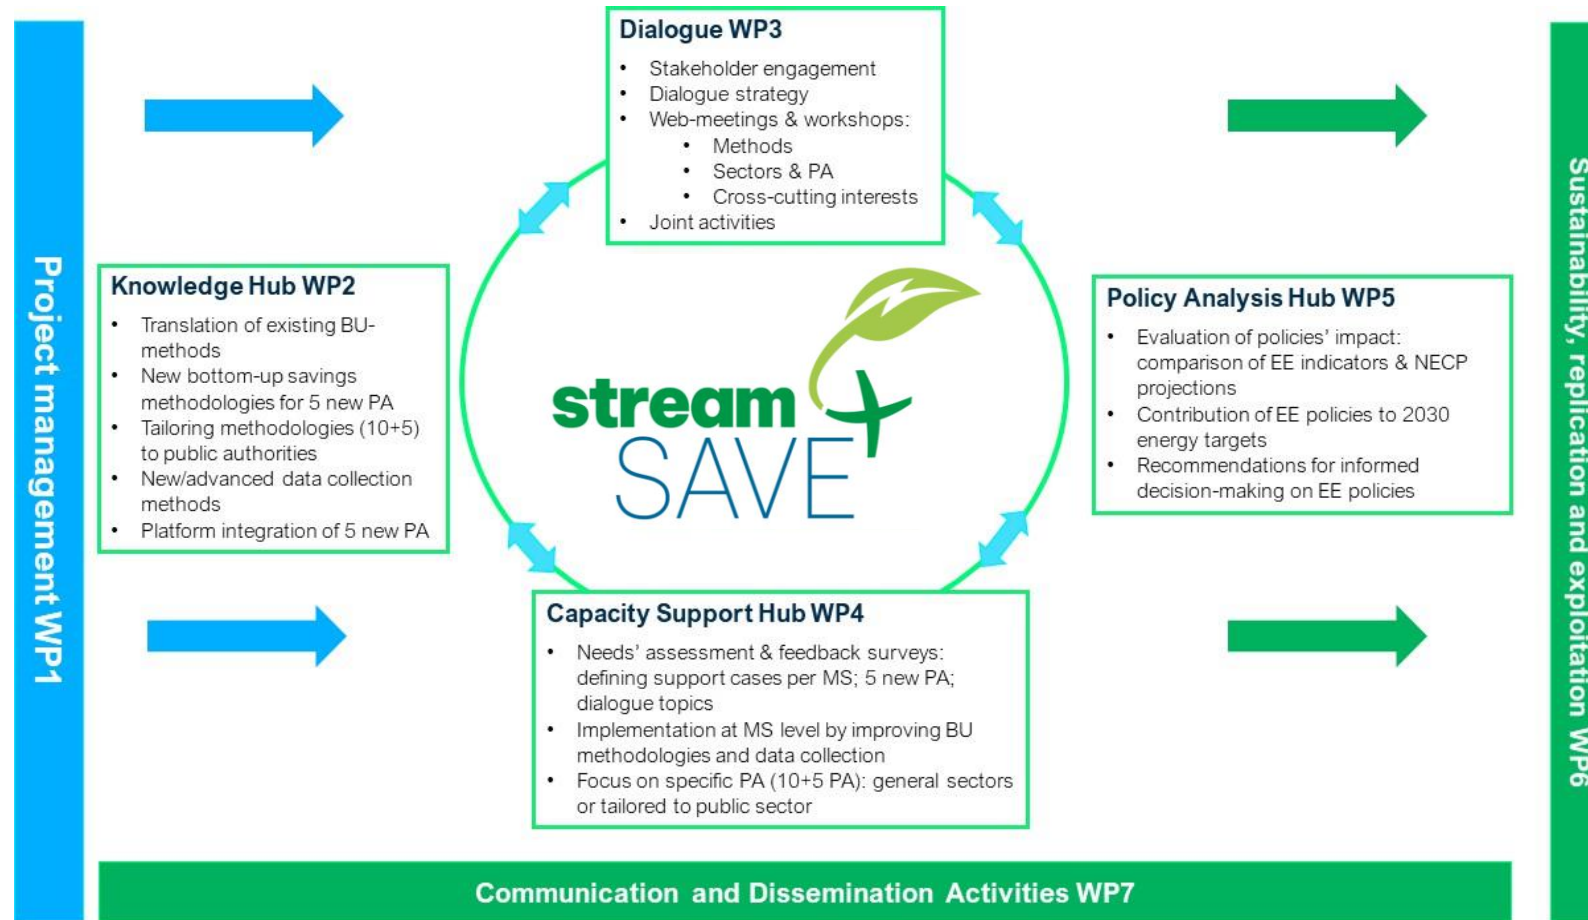 Project management WP1
Dialogue WP3
• Stakeholder engagement
• Dialogue strategy
• Web-meetings & workshops:
• Methods
• Sectors & PA
• Cross-cutting interests
• Joint activities
Knowledge Hub WP2
• Translation of existing BU-
methods
• New bottom-up savings
methodologies for 5 new PA
• Tailoring methodologies (10+5)
to public authorities
• New/advanced data collection
methods
• Platform integration of 5 new PA
stream
SAVE
Policy Analysis Hub WP5
• Evaluation of policies’ impact:
comparison of EE indicators & NECP
projections
• Contribution of EE policies to 2030
energy targets
• Recommendations for informed
decision-making on EE policies
Capacity Support Hub WP4
• Needs’ assessment & feedback surveys:
defining support cases per MS; 5 new PA;
dialogue topics
• Implementation at MS level by improving BU
methodologies and data collection
• Focus on specific PA (10+5 PA): general sectors
or tailored to public sector
Sustainability, replication and exploitation WP6
Communication and Dissemination Activities WP7